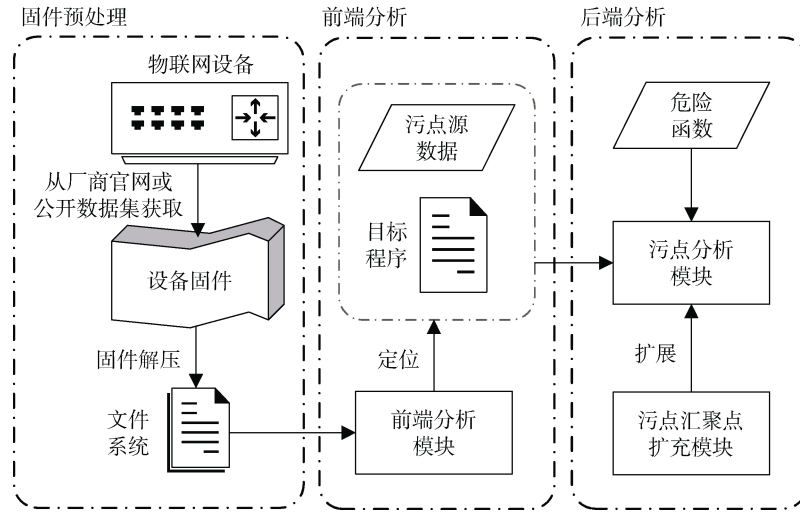 固件预处理
物联网设备
从厂商官网或
公开数据集获取
设备固件
固件解压
文件
系统
前端分析
污点源
数据
目标
程序
定位
前端分析
模块
后端分析
危险
函数
污点分析
模块
扩展
污点汇聚点
扩充模块